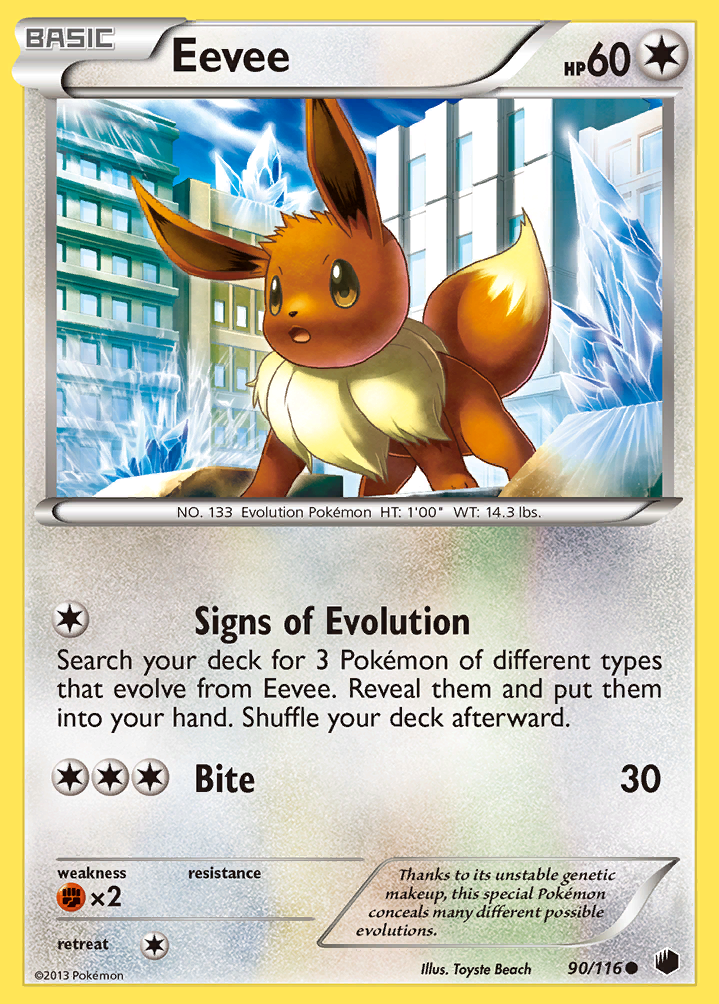 BASIC
Eevee
HP60
NO. 133 Evolution Pokémon HT: 1'00" WT: 14.3 lbs.
Signs of Evolution
Search your deck for 3 Pokémon of different types
that evolve from Eevee. Reveal them and put them
into your hand. Shuffle your deck afterward.
Bite 30
weakness resistance
×2
retreat
Thanks to its unstable genetic
makeup, this special Pokémon
conceals many different possible
evolutions.
©2013 Pokémon
Illus. Toyste Beach 90/116